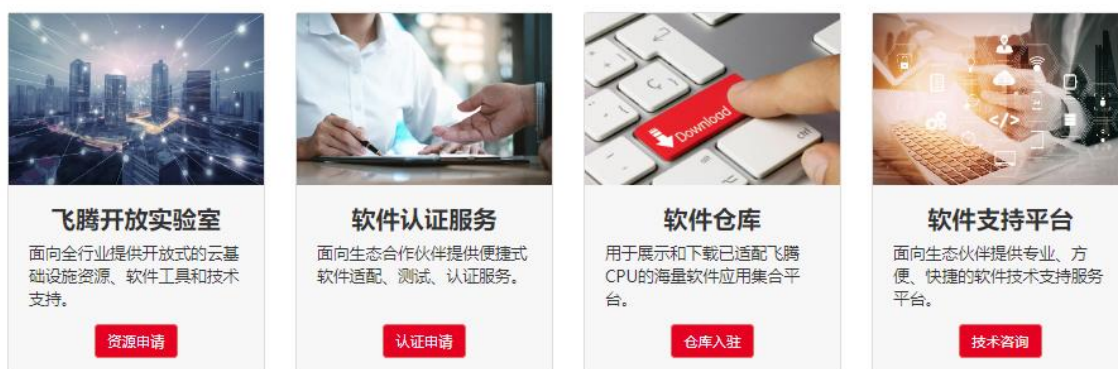 Download
ctrl
飞腾开放实验室
面向全行业提供开放式的云基
础设施资源、软件工具和技术
支持。
资源申请
软件认证服务
面向生态合作伙伴提供便捷式
软件适配、测试、认证服务。
认证申请
软件仓库
用于展示和下载已适配飞腾
CPU的海量软件应用集合平
台。
仓库入驻
软件支持平台
面向生态伙伴提供专业、方
便、快捷的软件技术支持服务
平台。
技术咨询